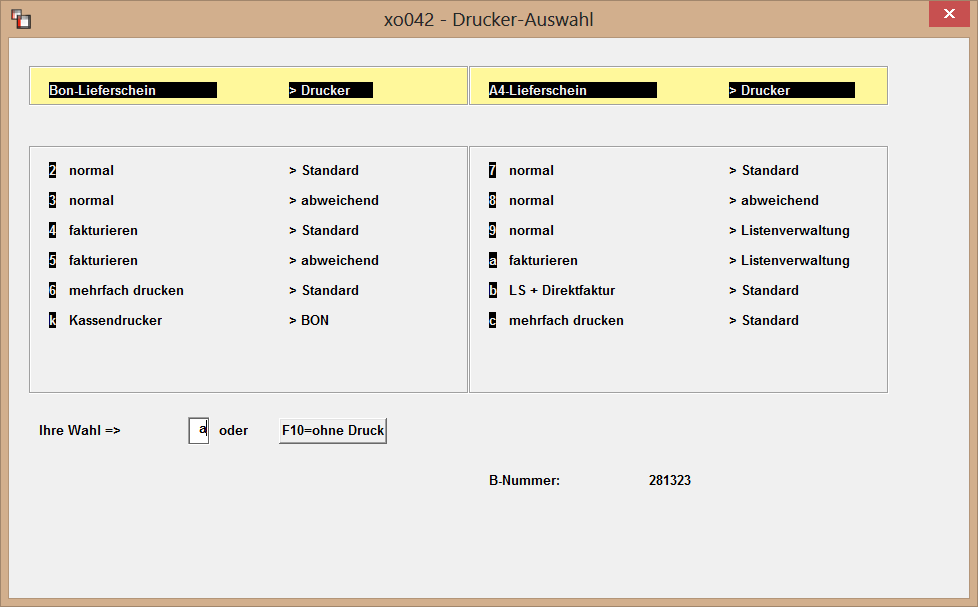 xo042 - Drucker-Auswahl
Bon-Lieferschein > Drucker A4-Lieferschein > Drucker
2 normal > Standard 7 normal > Standard
3 normal > abweichend 8 normal > abweichend
4 fakturieren > Standard 9 normal > Listenverwaltung
5 fakturieren > abweichend a fakturieren > Listenverwaltung
6 mehrfach drucken > Standard b LS + Direktfaktur > Standard
k Kassendrucker > BON c mehrfach drucken > Standard
Ihre Wahl => a oder F10=ohne Druck
B-Nummer: 281323